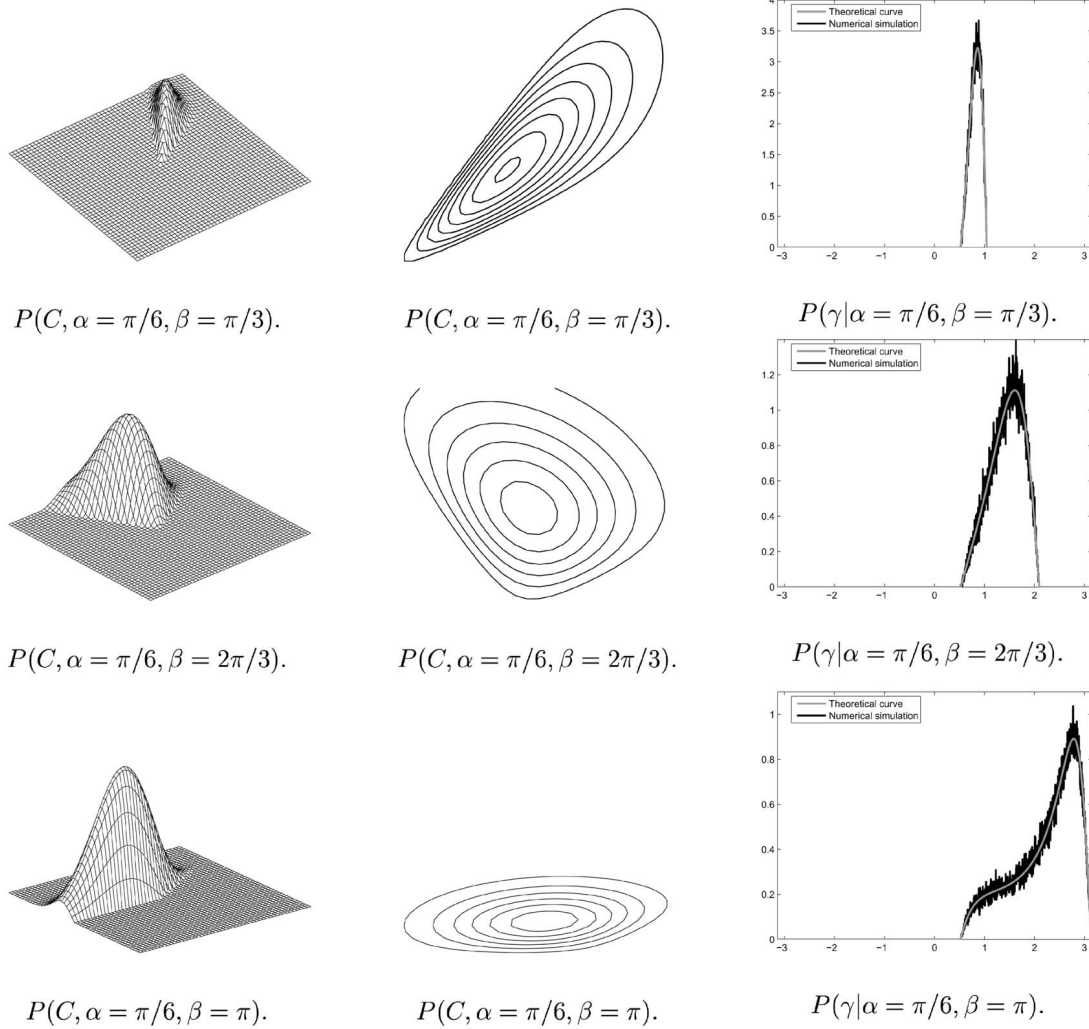 4
3.5
3
2.5
2
1.5
1
0.5
0
−3 −2 −1 0 1 2 3
Theoretical curve
Numerical simulation
P(C, α = π/6, β = π/3).
P(C, α = π/6, β = π/3).
P(γ|α = π/6, β = π/3).
Theoretical curve
Numerical simulation
1.2
1
0.8
0.6
0.4
0.2
0
−3 −2 −1 0 1 2 3
P(C, α = π/6, β = 2π/3).
P(C, α = π/6, β = 2π/3).
P(γ|α = π/6, β = 2π/3).
Theoretical curve
Numerical simulation
1
0.8
0.6
0.4
0.2
0
−3 −2 −1 0 1 2 3
P(C, α = π/6, β = π).
P(C, α = π/6, β = π).
P(γ|α = π/6, β = π).